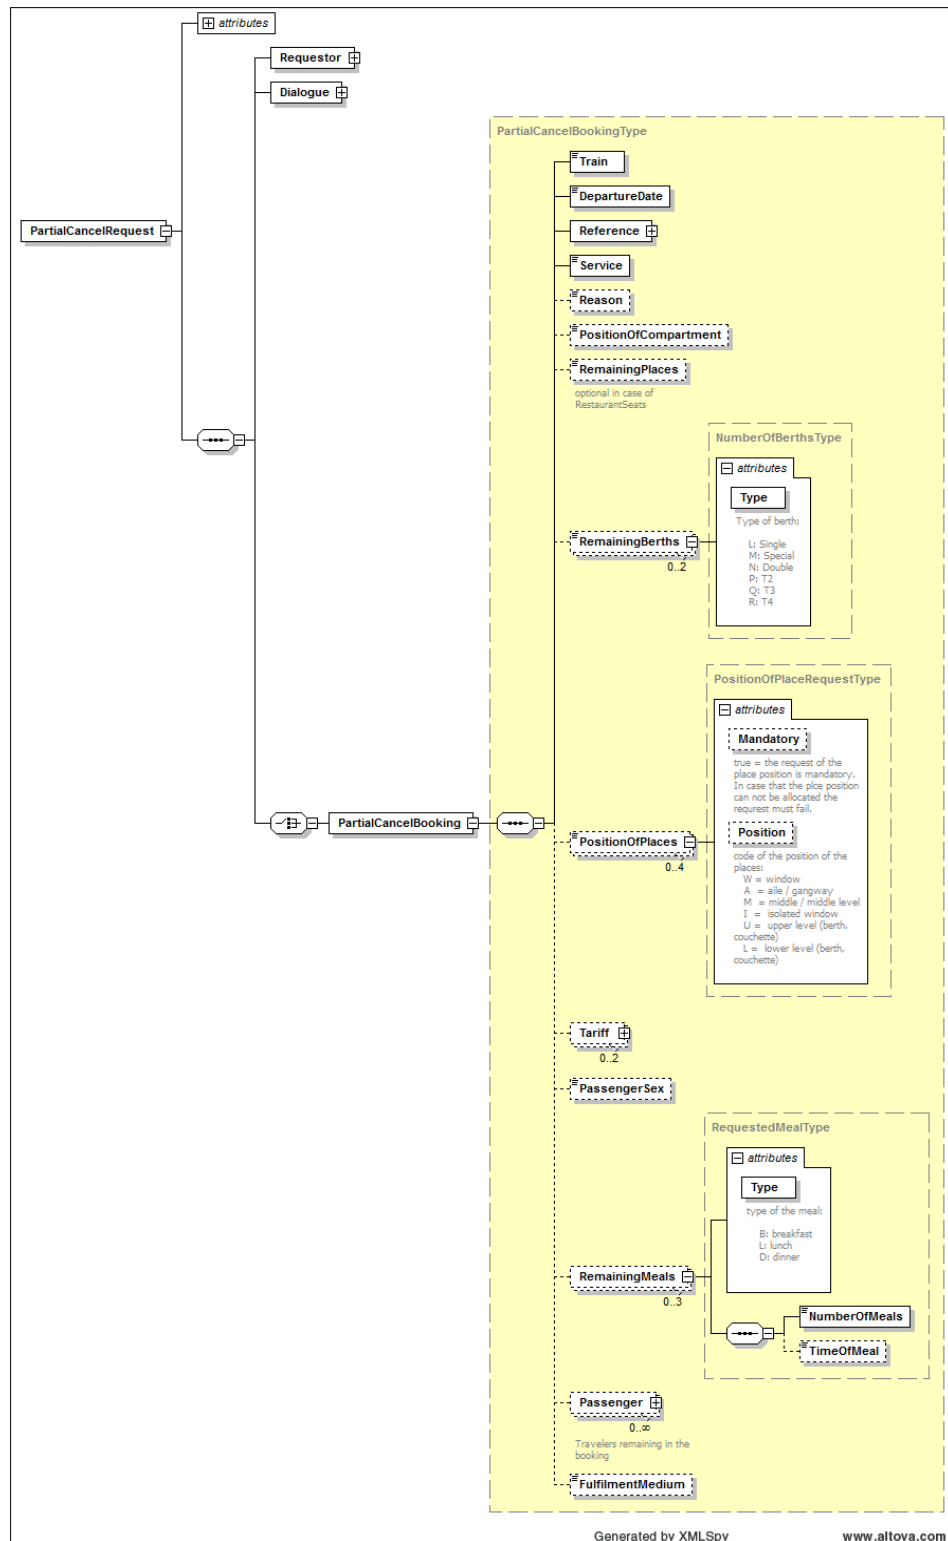 attributes
Requestor
Dialogue
PartialCancelBookingType
Train
DepartureDate
PartialCancelRequest
Reference
Service
Reason
PositionOfCompartment
RemainingPlaces
optional in case of
RestaurantSeats
NumberOfBerthsType
attributes
Type
Type of berth:
L: Single
M: Special
N: Double
P: T2
Q: T3
R: T4
RemainingBerths
0..2
PositionOfPlaceRequestType
attributes
Mandatory
true = the request of the
place position is mandatory.
In case that the plce position
can not be allocated the
requrest must fail.
PartialCancelBooking
Position
PositionOfPlaces
0..4
code of the position of the
places:
W = window
A = aile / gangway
M = middle / middle level
I = isolated window
U = upper level (berth,
couchette)
L = lower level (berth,
couchette)
Tariff
0..2
PassengerSex
RequestedMealType
attributes
Type
type of the meal:
B: breakfast
L: lunch
D: dinner
RemainingMeals
0..3
NumberOfMeals
TimeOfMeal
Passenger
0..∞
Travelers remaining in the
booking
FulfilmentMedium
Generated by XMLSpy www.altova.com